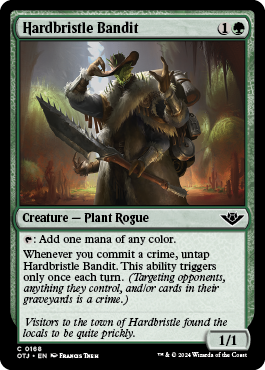 Hardbristle Bandit 1
Creature — Plant Rogue
: Add one mana of any color.
Whenever you commit a crime, untap
Hardbristle Bandit. This ability triggers
only once each turn. (Targeting opponents,
anything they control, and/or cards in their
graveyards is a crime.)
Visitors to the town of Hardbristle found the
locals to be quite prickly.
1/1
C 0168
OTJ • EN Francis Tneh
™ & © 2024 Wizards of the Coast